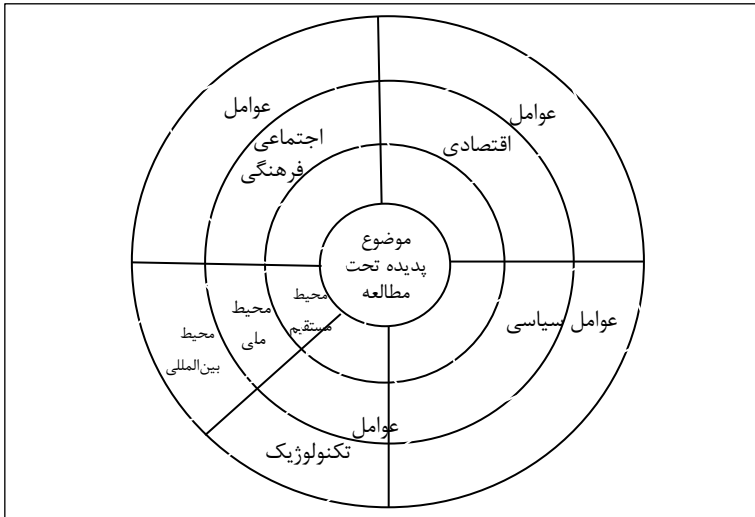 عوامل
اقتصادی
عوامل
اجتماعی
فرهنگی
موضوع
پدیده تحت
مطالعه
عوامل سیاسی
محیط
مستقیم
محیط
ملی
محیط
بین‌المللی
عوامل
تکنولوژیک